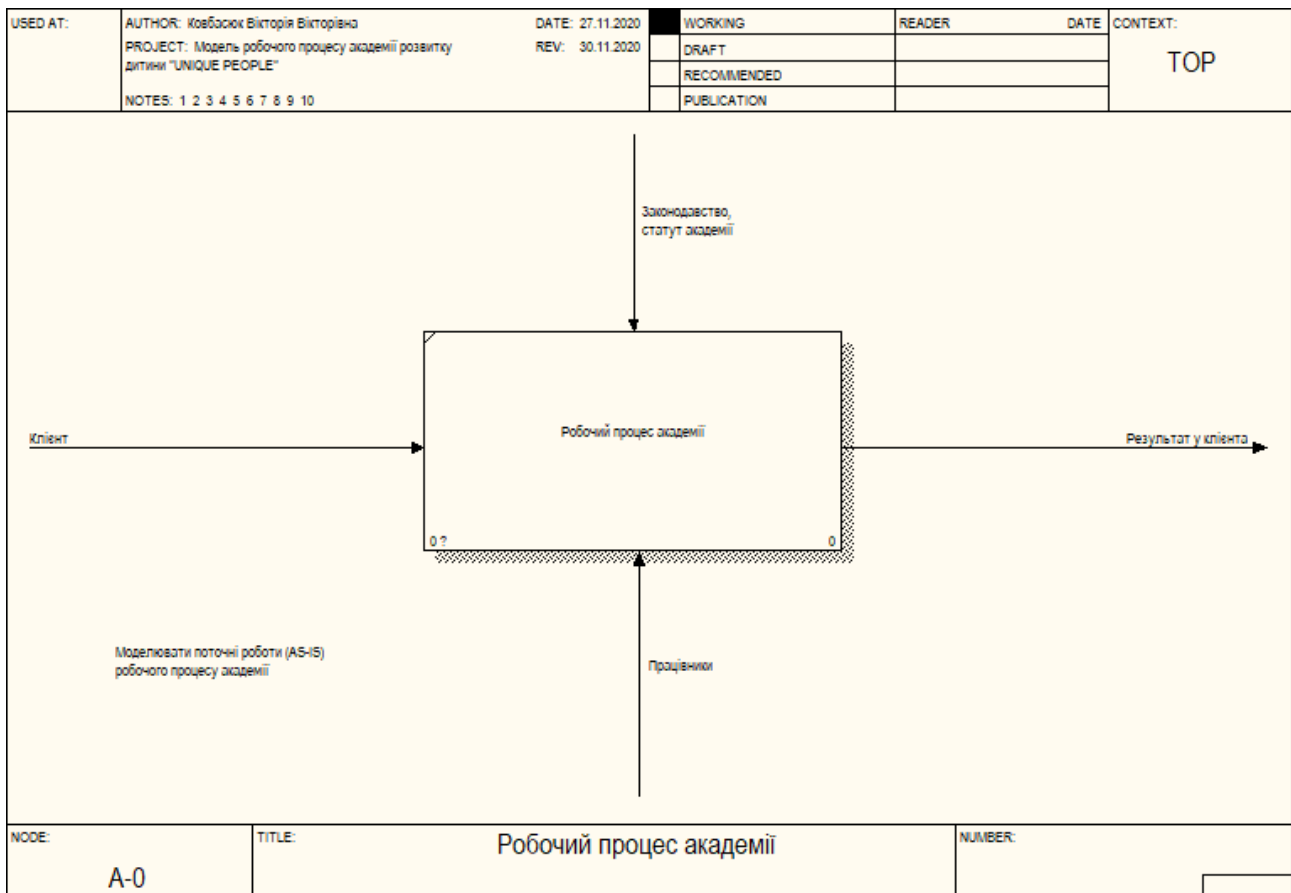 USED AT:
AUTHOR: Ковбасюк Вікторія Вікторівна
DATE: 27.11.2020
PROJECT: Модель робочого процесу академії розвитку
дитини "UNIQUE PEOPLE"
REV: 30.11.2020
NOTES: 1 2 3 4 5 6 7 8 9 10
WORKING
DRAFT
RECOMMENDED
PUBLICATION
READER
DATE
CONTEXT:
TOP
Законодавство,
статут академії
Клієнт
Робочий процес академії
Результат у клієнта
0 ?
0
Моделювати поточні роботи (AS-IS)
робочого процесу академії
Працівники
NODE:
A-0
TITLE:
Робочий процес академії
NUMBER: